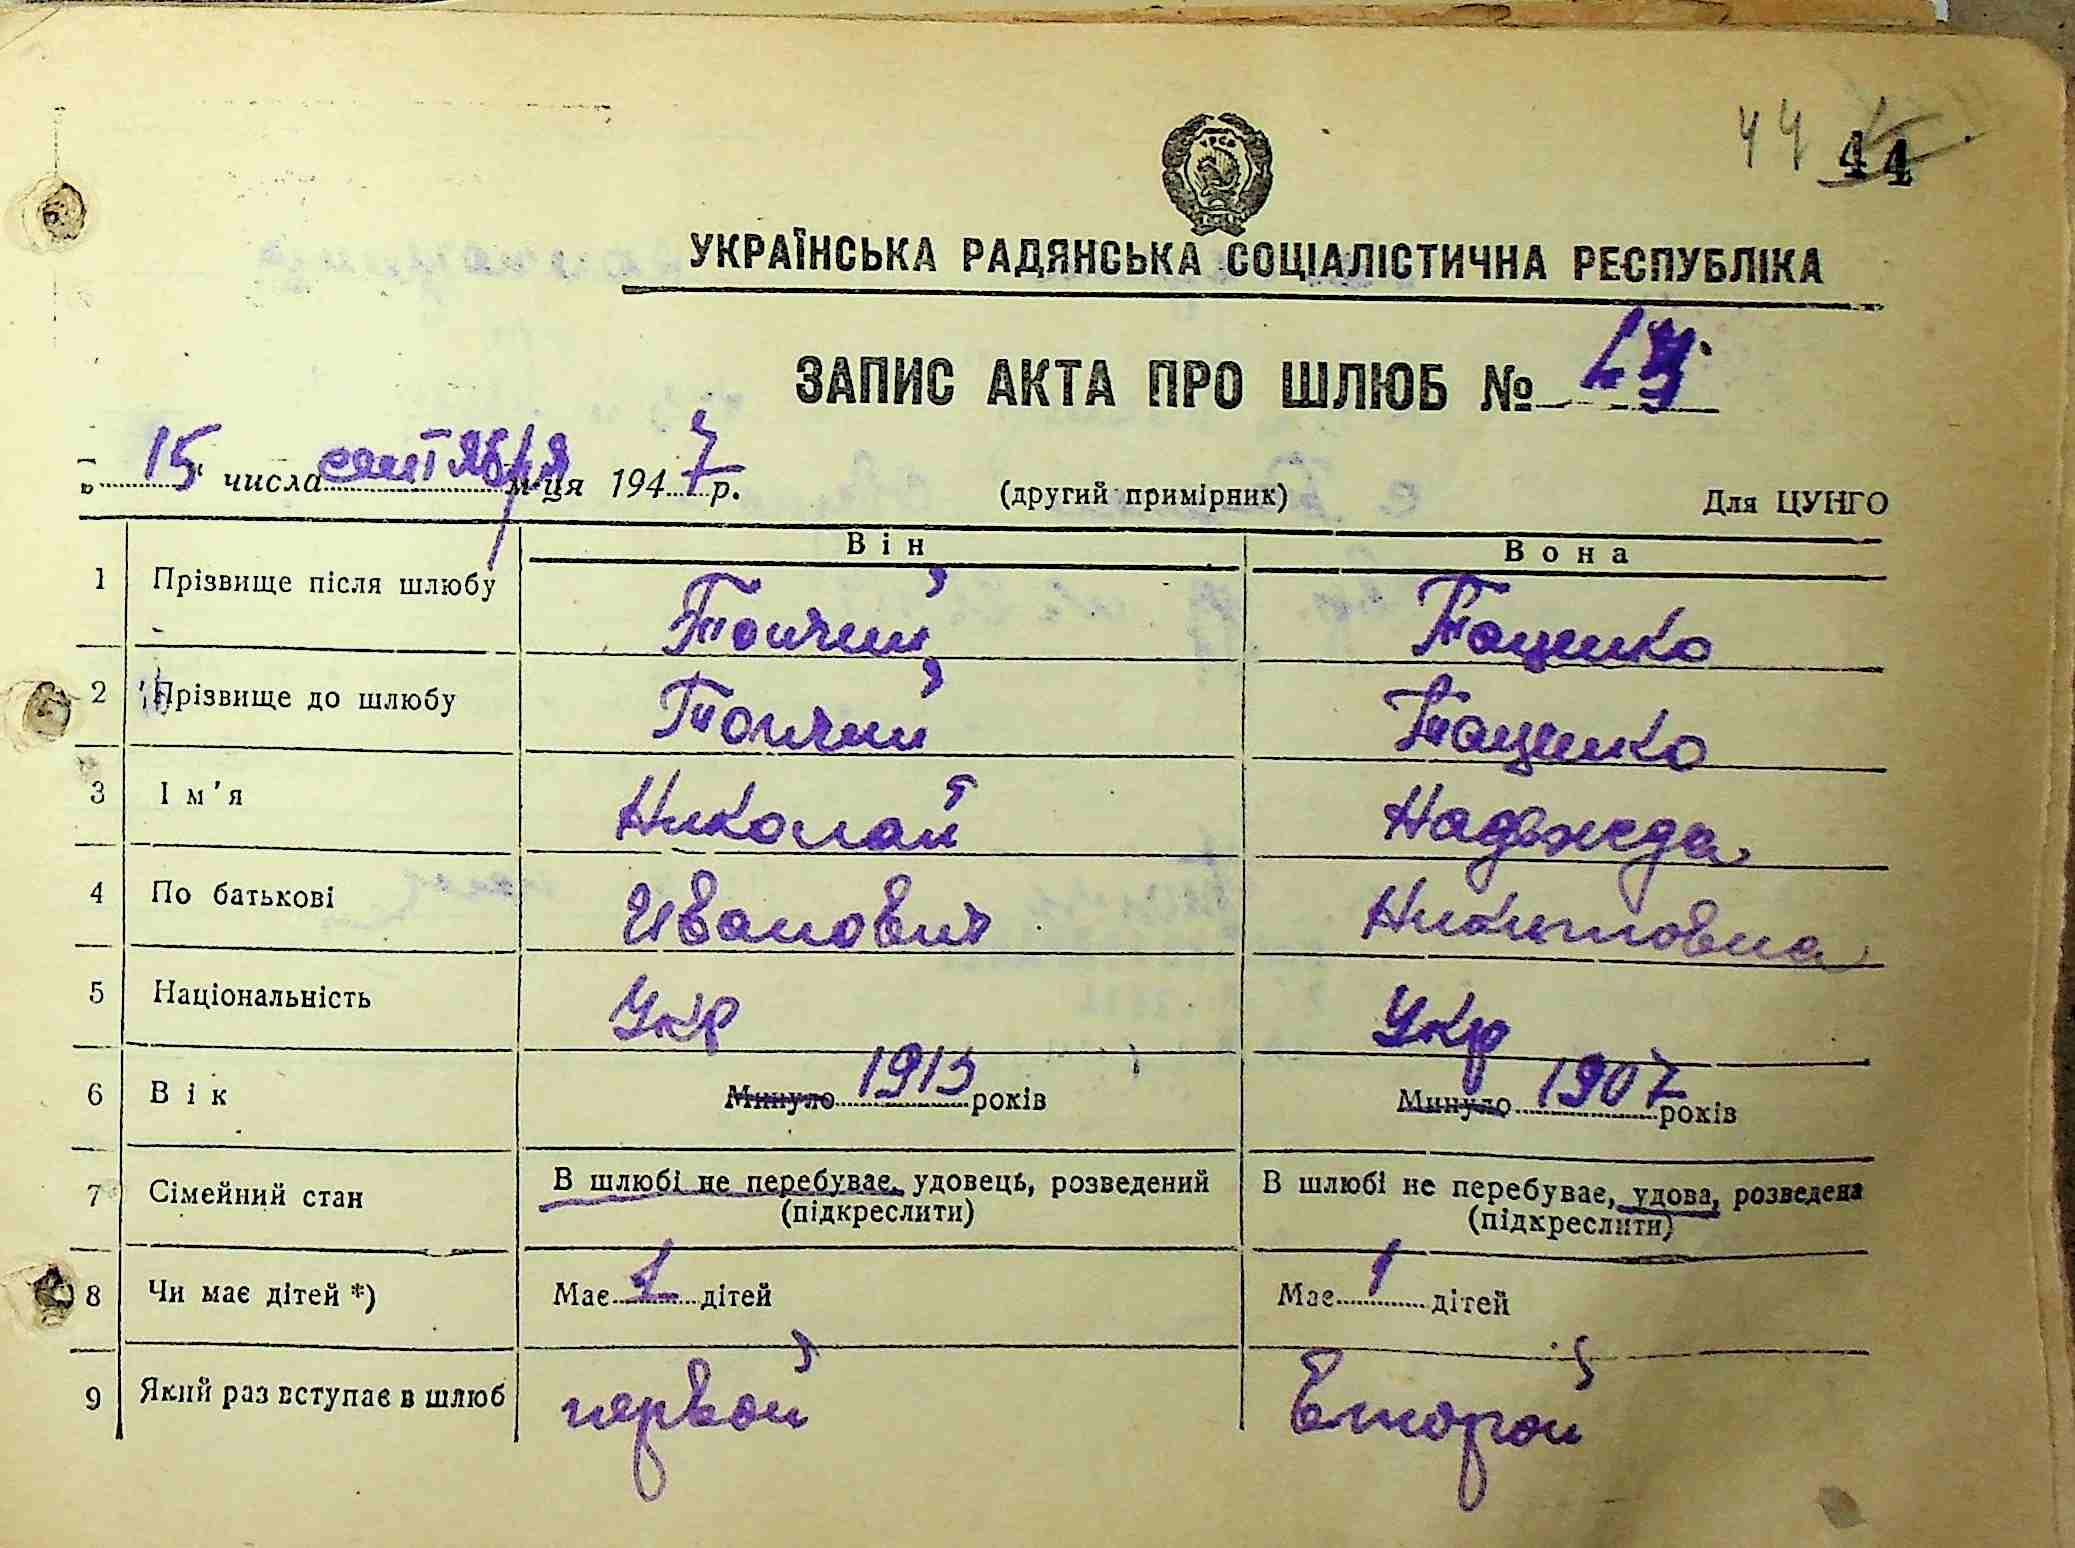 44 44
УКРАЇНСЬКА РАДЯНСЬКА СОЦІАЛІСТИЧНА РЕСПУБЛІКА
ЗАПИС АКТА ПРО ШЛЮБ №
15 числа сентября м-ця 1947 р. (другий примірник) Для ЦУНГО
Він Вона
1 Прізвище після шлюбу Тоценко
2 Прізвище до шлюбу Тоценко
3 Ім'я Николай Надежда
4 По батькові Иванович Никитовна
5 Національність Укр Укр
6 Вік Минуло 1913 років Минуло 1907 років
7 Сімейний стан В шлюбі не перебуває, удовець, розведений В шлюбі не перебуває, удова, розведена
(підкреслити) (підкреслити)
8 Чи має дітей *) Має 1 дітей Має 1 дітей
9 Який раз вступає в шлюб первой второй